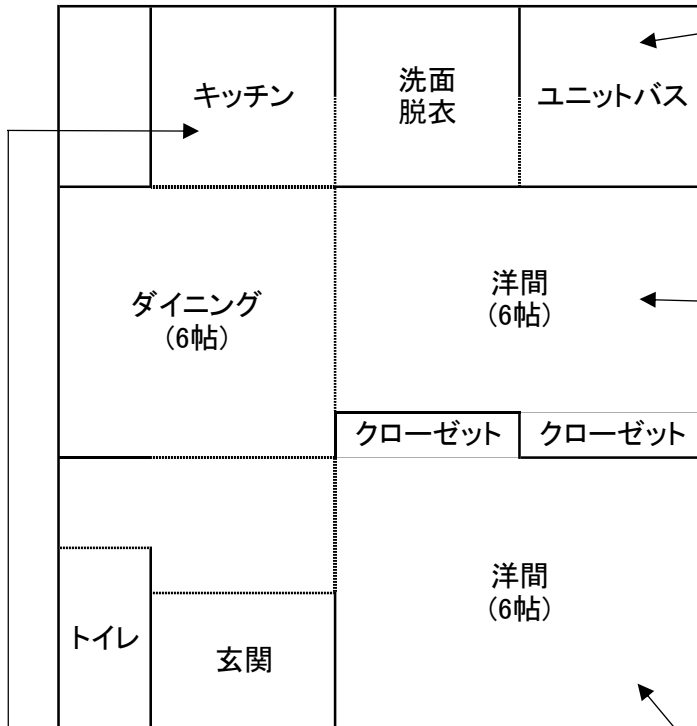 キッチン
洗面
脱衣
ユニットバス
ダイニング
(6帖)
洋間
(6帖)
クローゼット
クローゼット
洋間
(6帖)
トイレ
玄関